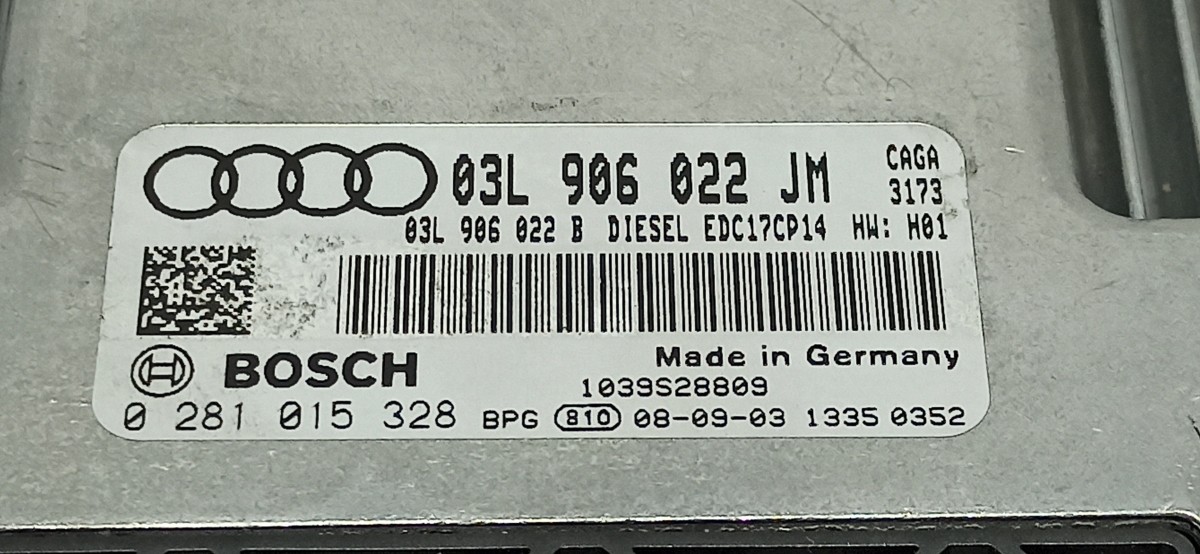 03L 906 022 JM CAGA
3173
03L 906 022 B DIESEL EDC17CP14 HW: H01
BOSCH Made in Germany
1039S28809
0 281 015 328 BPG 810 08-09-03 1335 0352